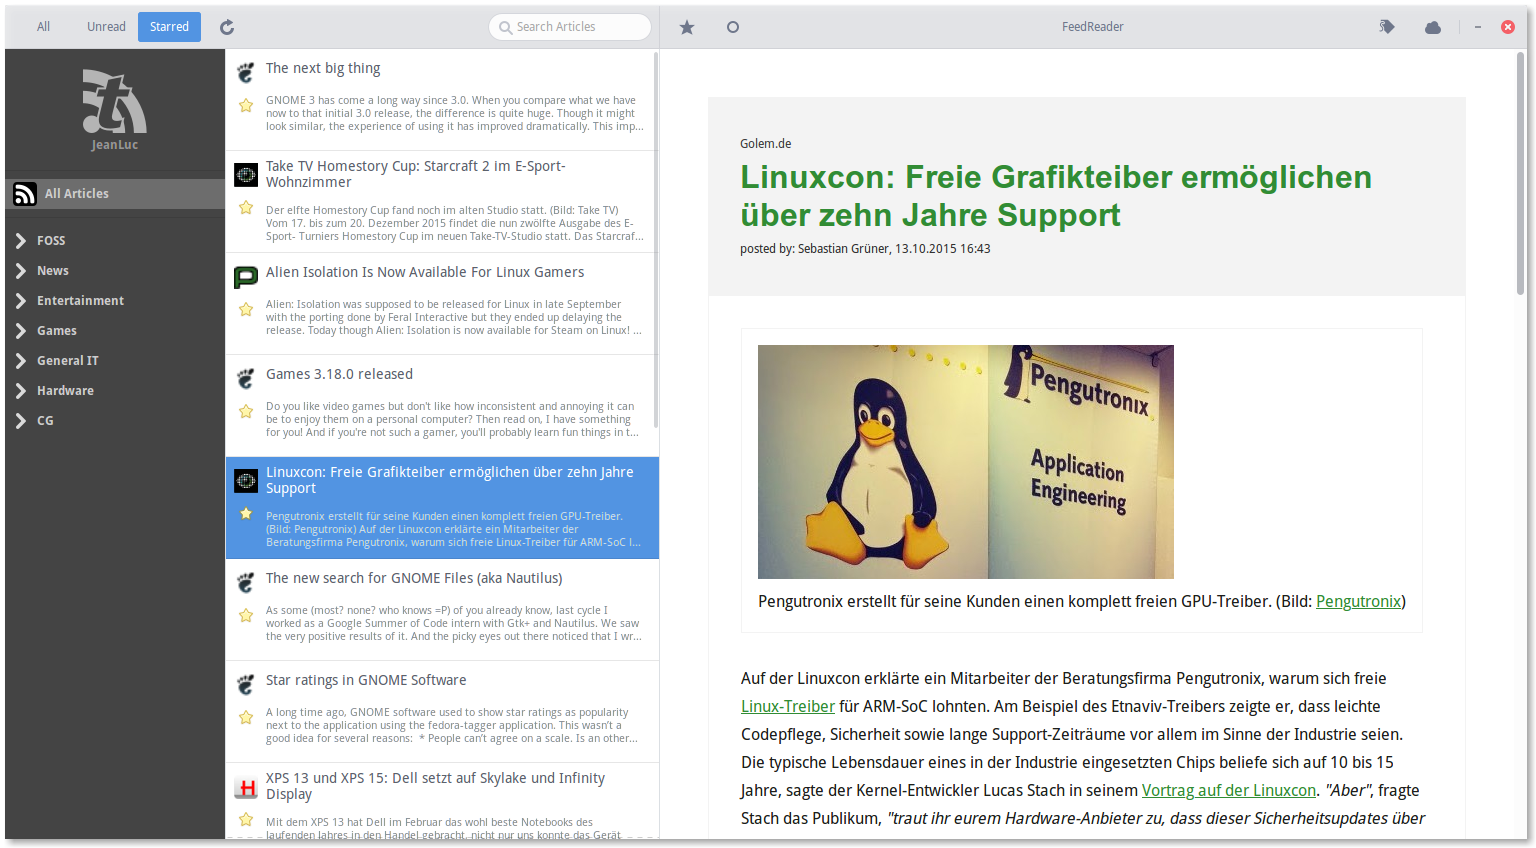 All Unread Starred
Search Articles
FeedReader
JeanLuc
All Articles
FOSS
News
Entertainment
Games
General IT
Hardware
CG
The next big thing
GNOME 3 has come a long way since 3.0. When you compare what we have
now to that initial 3.0 release, the difference is quite huge. Though it might
look similar, the experience of using it has improved dramatically. This imp...
Take TV Homestory Cup: Starcraft 2 im E-Sport-
Wohnzimmer
Der elfte Homestory Cup fand noch im alten Studio statt. (Bild: Take TV)
Vom 17. bis zum 20. Dezember 2015 findet die nun zwölfte Ausgabe des E-
Sport- Turniers Homestory Cup im neuen Take-TV-Studio statt. Das Starcraf...
Alien Isolation Is Now Available For Linux Gamers
Alien: Isolation was supposed to be released for Linux in late September
with the porting done by Feral Interactive but they ended up delaying the
release. Today though Alien: Isolation is now available for Steam on Linux! ...
Games 3.18.0 released
Do you like video games but don't like how inconsistent and annoying it can
be to enjoy them on a personal computer? Then read on, I have something
for you! And if you're not such a gamer, you'll probably learn fun things in t...
Linuxcon: Freie Grafikteiber ermöglichen über zehn Jahre
Support
Pengutronix erstellt für seine Kunden einen komplett freien GPU-Treiber.
(Bild: Pengutronix) Auf der Linuxcon erklärte ein Mitarbeiter der
Beratungsfirma Pengutronix, warum sich freie Linux-Treiber für ARM-SoC l...
The new search for GNOME Files (aka Nautilus)
As some (most? none? who knows =P) of you already know, last cycle I
worked as a Google Summer of Code intern with Gtk+ and Nautilus. We saw
the very positive results of it. And the picky eyes out there noticed that I wr...
Star ratings in GNOME Software
A long time ago, GNOME software used to show star ratings as popularity
next to the application using the fedora-tagger application. This wasn't a
good idea for several reasons:  * People can't agree on a scale. Is an other...
XPS 13 und XPS 15: Dell setzt auf Skylake und Infinity
Display
Mit dem XPS 13 hat Dell im Februar das wohl beste Notebooks des
laufenden Jahres in den Handel gebracht, nicht nur uns konnte das Gerät
Golem.de
Linuxcon: Freie Grafikteiber ermöglichen
über zehn Jahre Support
posted by: Sebastian Grüner, 13.10.2015 16:43
Pengutronix
Application
Engineering
Pengutronix erstellt für seine Kunden einen komplett freien GPU-Treiber. (Bild: Pengutronix)
Auf der Linuxcon erklärte ein Mitarbeiter der Beratungsfirma Pengutronix, warum sich freie
Linux-Treiber für ARM-SoC lohnten. Am Beispiel des Etnaviv-Treibers zeigte er, dass leichte
Codepflege, Sicherheit sowie lange Support-Zeiträume vor allem im Sinne der Industrie seien.
Die typische Lebensdauer eines in der Industrie eingesetzten Chips beliefe sich auf 10 bis 15
Jahre, sagte der Kernel-Entwickler Lucas Stach in seinem Vortrag auf der Linuxcon. "Aber", fragte
Stach das Publikum, "traut ihr eurem Hardware-Anbieter zu, dass dieser Sicherheitsupdates über